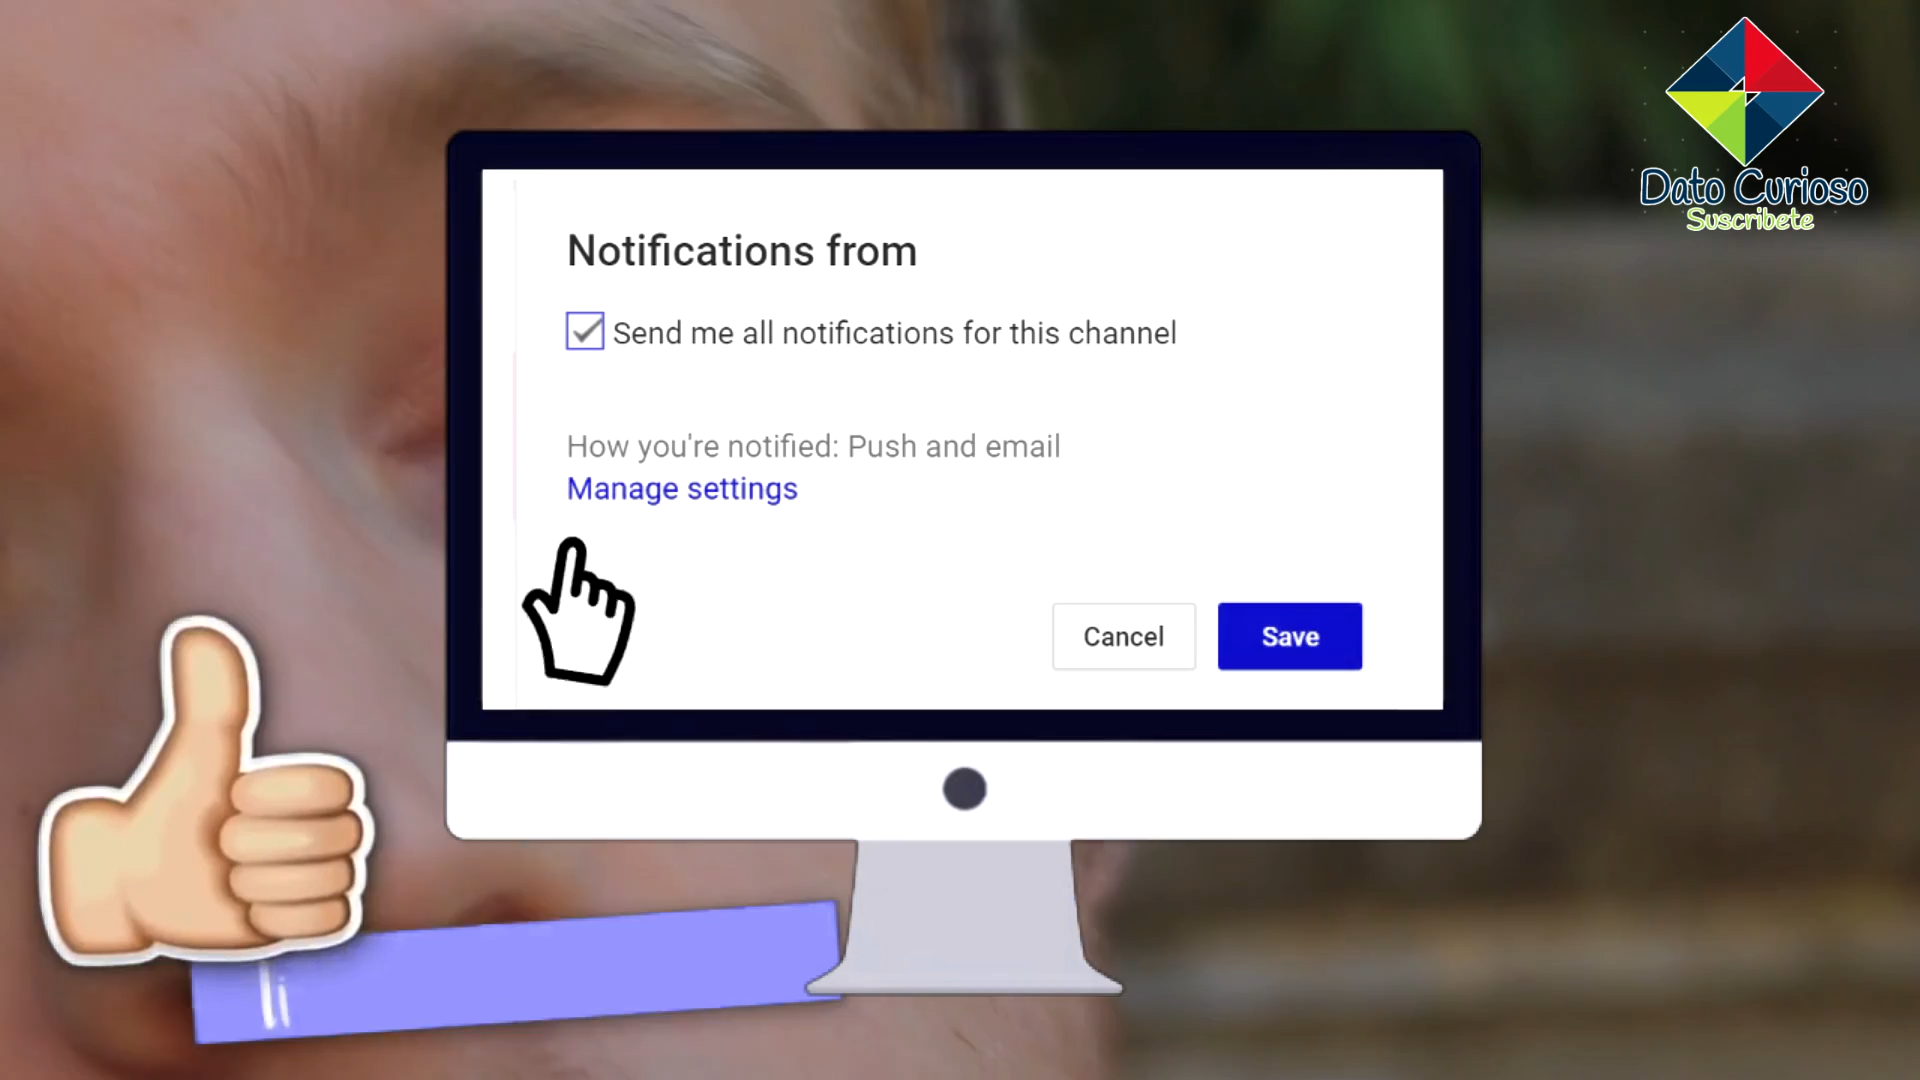 Dato Curioso
Suscribete
Notifications from
Send me all notifications for this channel
How you're notified: Push and email
Manage settings
Cancel
Save
li